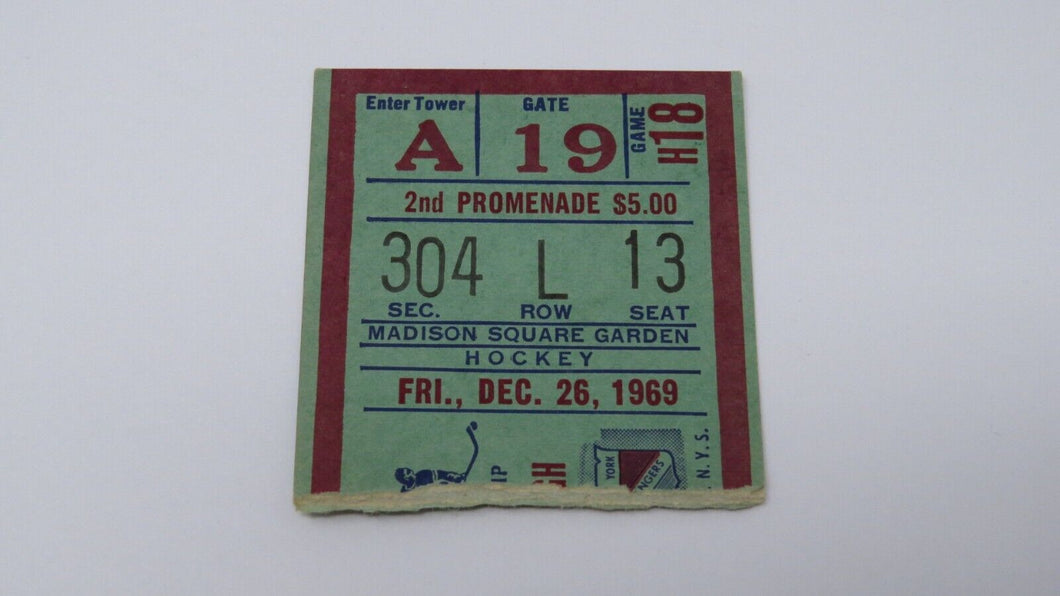 Enter Tower GATE
A 19
GAME H18
2nd PROMENADE $5.00
304 L 13
SEC. ROW SEAT
MADISON SQUARE GARDEN
HOCKEY
FRI., DEC. 26, 1969
YORK
N.Y.S.